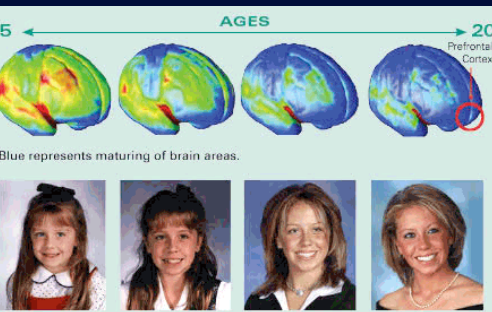 AGES
5
20
Prefrontal
Cortex
Blue represents maturing of brain areas.